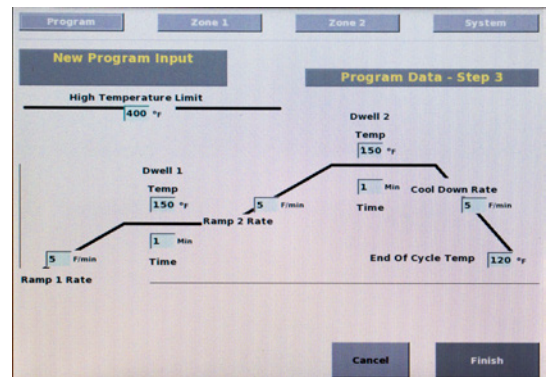 Program Zone 1 Zone 2 System
New Program Input
Program Data - Step 3
High Temperature Limit
400 °F
Dwell 2
Temp
150 °F
Dwell 1
Temp
150 °F
1 Min
Time
Cool Down Rate
5 F/min
Ramp 2 Rate
5 F/min
1 Min
Time
5 F/min
Ramp 1 Rate
End Of Cycle Temp 120 °F
Cancel Finish